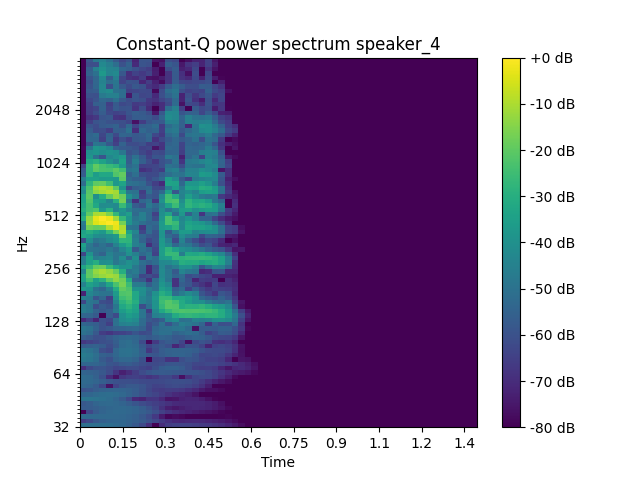 Constant-Q power spectrum speaker_4
Hz
2048
1024
512
256
128
64
32
0 0.15 0.3 0.45 0.6 0.75 0.9 1.1 1.2 1.4
Time
+0 dB
-10 dB
-20 dB
-30 dB
-40 dB
-50 dB
-60 dB
-70 dB
-80 dB